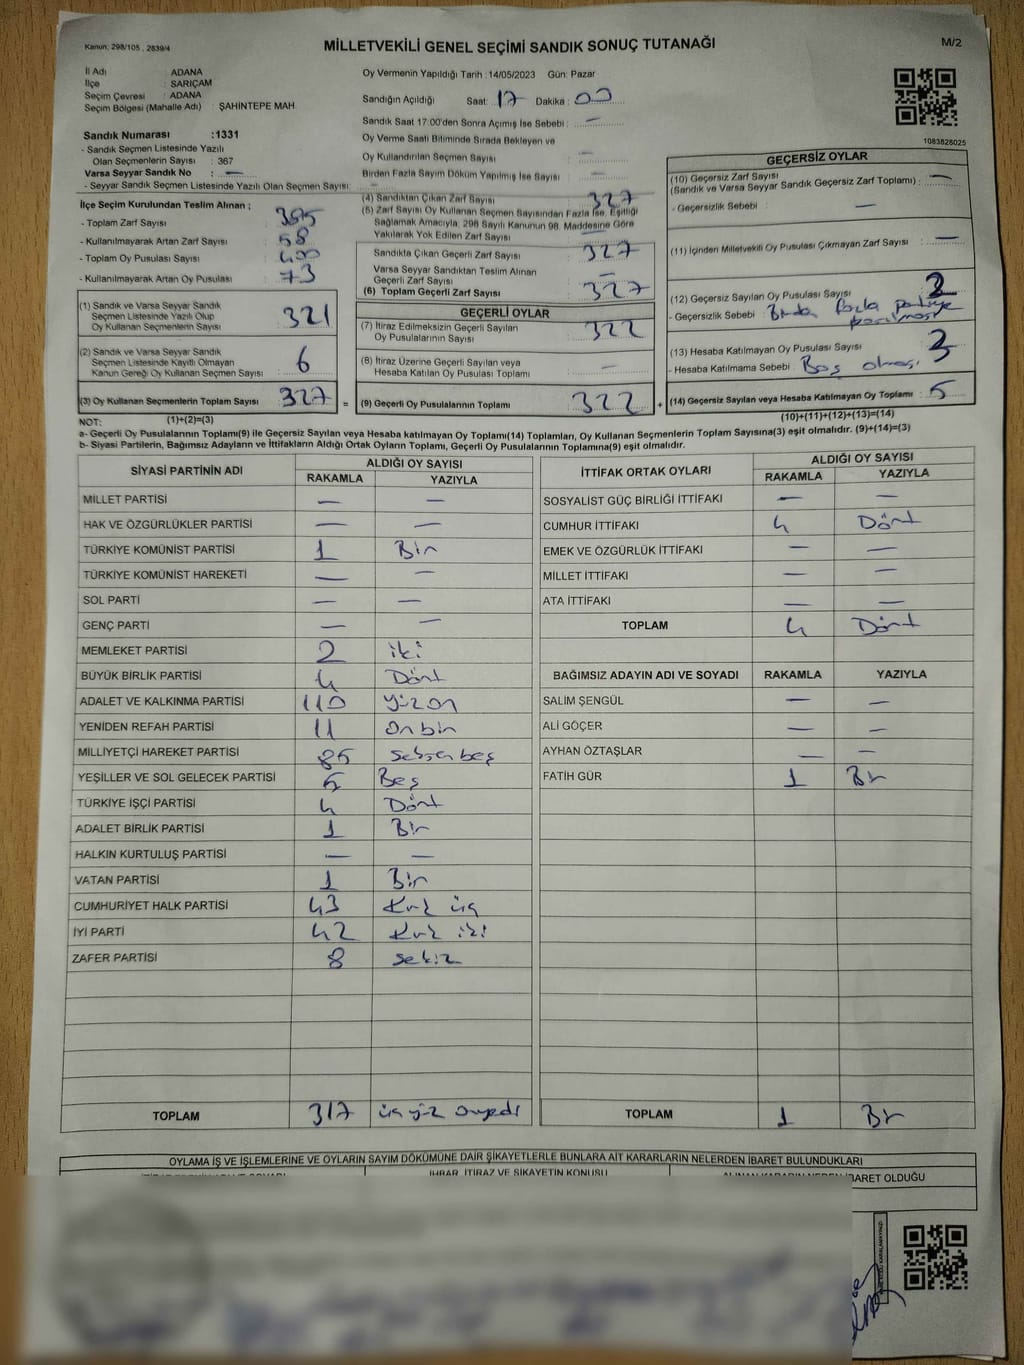 Kanun: 298/105 , 2839/4
MİLLETVEKİLİ GENEL SEÇİMİ SANDIK SONUÇ TUTANAĞI
M/2
İl Adı : ADANA
İlçe : SARIÇAM
Seçim Çevresi : ADANA
Seçim Bölgesi (Mahalle Adı) : ŞAHİNTEPE MAH
Sandık Numarası :1331
- Sandık Seçmen Listesinde Yazılı
Olan Seçmenlerin Sayısı : 367
Varsa Seyyar Sandık No : —
- Seyyar Sandık Seçmen Listesinde Yazılı Olan Seçmen Sayısı: —
Oy Vermenin Yapıldığı Tarih :14/05/2023 Gün: Pazar
Sandığın Açıldığı Saat: 17 Dakika : 00
Sandık Saat 17:00'den Sonra Açımış İse Sebebi : —
Oy Verme Saati Bitiminde Sırada Bekleyen ve
Oy Kullandırılan Seçmen Sayısı : —
Birden Fazla Sayım Döküm Yapılmış İse Sayısı : —
1083828025
İlçe Seçim Kurulundan Teslim Alınan ;
- Toplam Zarf Sayısı : 385
- Kullanılmayarak Artan Zarf Sayısı : 58
- Toplam Oy Pusulası Sayısı : 400
- Kullanılmayarak Artan Oy Pusulası : 73
(1) Sandık ve Varsa Seyyar Sandık
Seçmen Listesinde Yazılı Olup
Oy Kullanan Seçmenlerin Sayısı : 321
(2) Sandık ve Varsa Seyyar Sandık
Seçmen Listesinde Kayıtlı Olmayan
Kanun Gereği Oy Kullanan Seçmen Sayısı : 6
(3) Oy Kullanan Seçmenlerin Toplam Sayısı : 327
(1)+(2)=(3)
(4) Sandıktan Çıkan Zarf Sayısı : 327
(5) Zarf Sayısı Oy Kullanan Seçmen Sayısından Fazla İse, Eşitliği
Sağlamak Amacıyla, 298 Sayılı Kanunun 98. Maddesine Göre
Yakılarak Yok Edilen Zarf Sayısı : —
Sandıkta Çıkan Geçerli Zarf Sayısı : 327
Varsa Seyyar Sandıktan Teslim Alınan
Geçerli Zarf Sayısı : —
(6) Toplam Geçerli Zarf Sayısı : 327
GEÇERLİ OYLAR
(7) İtiraz Edilmeksizin Geçerli Sayılan
Oy Pusulalarının Sayısı : 322
(8) İtiraz Üzerine Geçerli Sayılan veya
Hesaba Katılan Oy Pusulası Toplamı : —
= (9) Geçerli Oy Pusulalarının Toplamı : 322 +
GEÇERSİZ OYLAR
(10) Geçersiz Zarf Sayısı
(Sandık ve Varsa Seyyar Sandık Geçersiz Zarf Toplamı) : —
- Geçersizlik Sebebi : —
(11) İçinden Milletvekili Oy Pusulası Çıkmayan Zarf Sayısı : —
(12) Geçersiz Sayılan Oy Pusulası Sayısı : 2
- Geçersizlik Sebebi : Birden fazla partiye
basılması
(13) Hesaba Katılmayan Oy Pusulası Sayısı : 3
- Hesaba Katılmama Sebebi : Boş olması
(14) Geçersiz Sayılan veya Hesaba Katılmayan Oy Toplamı : 5
(10)+(11)+(12)+(13)=(14)
NOT:
a- Geçerli Oy Pusulalarının Toplamı(9) ile Geçersiz Sayılan veya Hesaba katılmayan Oy Toplamı(14) Toplamları, Oy Kullanan Seçmenlerin Toplam Sayısına(3) eşit olmalıdır. (9)+(14)=(3)
b- Siyasi Partilerin, Bağımsız Adayların ve İttifakların Aldığı Ortak Oyların Toplamı, Geçerli Oy Pusulalarının Toplamına(9) eşit olmalıdır.
SİYASİ PARTİNİN ADI ALDIĞI OY SAYISI
RAKAMLA YAZIYLA
MİLLET PARTİSİ — —
HAK VE ÖZGÜRLÜKLER PARTİSİ — —
TÜRKİYE KOMÜNİST PARTİSİ 1 Bir
TÜRKİYE KOMÜNİST HAREKETİ — —
SOL PARTİ — —
GENÇ PARTİ — —
MEMLEKET PARTİSİ 2 iki
BÜYÜK BİRLİK PARTİSİ 4 Dört
ADALET VE KALKINMA PARTİSİ 110 yüz on
YENİDEN REFAH PARTİSİ 11 on bir
MİLLİYETÇİ HAREKET PARTİSİ 85 seksen beş
YEŞİLLER VE SOL GELECEK PARTİSİ 5 Beş
TÜRKİYE İŞÇİ PARTİSİ 4 Dört
ADALET BİRLİK PARTİSİ 1 Bir
HALKIN KURTULUŞ PARTİSİ — —
VATAN PARTİSİ 1 Bir
CUMHURİYET HALK PARTİSİ 43 Kırk üç
İYİ PARTİ 42 Kırk iki
ZAFER PARTİSİ 8 sekiz
TOPLAM 317 üç yüz onyedi
İTTİFAK ORTAK OYLARI ALDIĞI OY SAYISI
RAKAMLA YAZIYLA
SOSYALİST GÜÇ BİRLİĞİ İTTİFAKI — —
CUMHUR İTTİFAKI 4 Dört
EMEK VE ÖZGÜRLÜK İTTİFAKI — —
MİLLET İTTİFAKI — —
ATA İTTİFAKI — —
TOPLAM 4 Dört
BAĞIMSIZ ADAYIN ADI VE SOYADI RAKAMLA YAZIYLA
SALİM ŞENGÜL — —
ALİ GÖÇER — —
AYHAN ÖZTAŞLAR — —
FATİH GÜR 1 Bir
TOPLAM 1 Bir
OYLAMA İŞ VE İŞLEMLERİNE VE OYLARIN SAYIM DÖKÜMÜNE DAİR ŞİKAYETLERLE BUNLARA AİT KARARLARIN NELERDEN İBARET BULUNDUKLARI
İHBAR, İTİRAZ VE ŞİKAYETİN KONUSU
ALINAN KARARIN NEDEN İBARET OLDUĞU